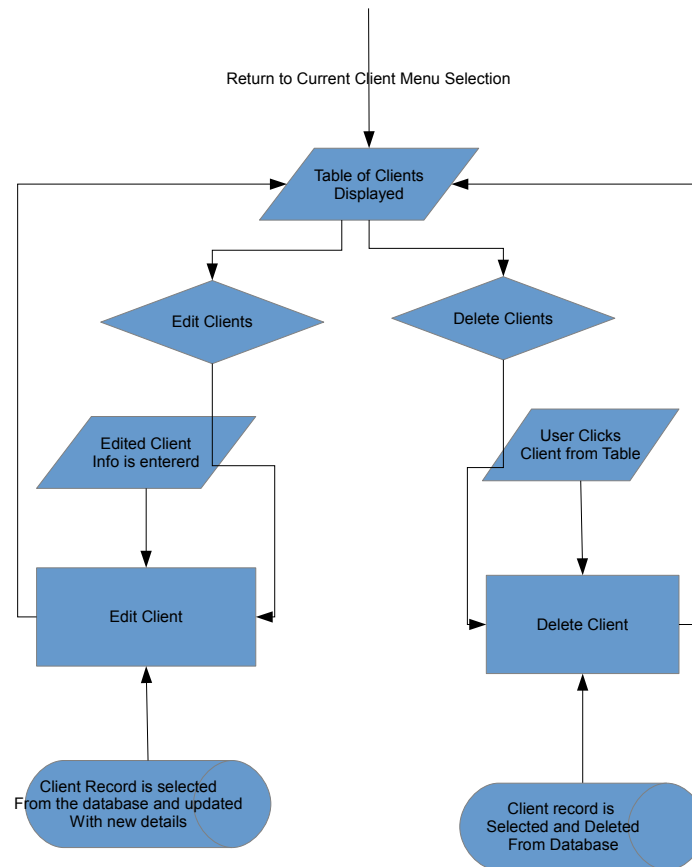 Return to Current Client Menu Selection
Table of Clients
Displayed
Edit Clients
Delete Clients
Edited Client
Info is entererd
User Clicks
Client from Table
Edit Client
Delete Client
Client Record is selected
From the database and updated
With new details
Client record is
Selected and Deleted
From Database